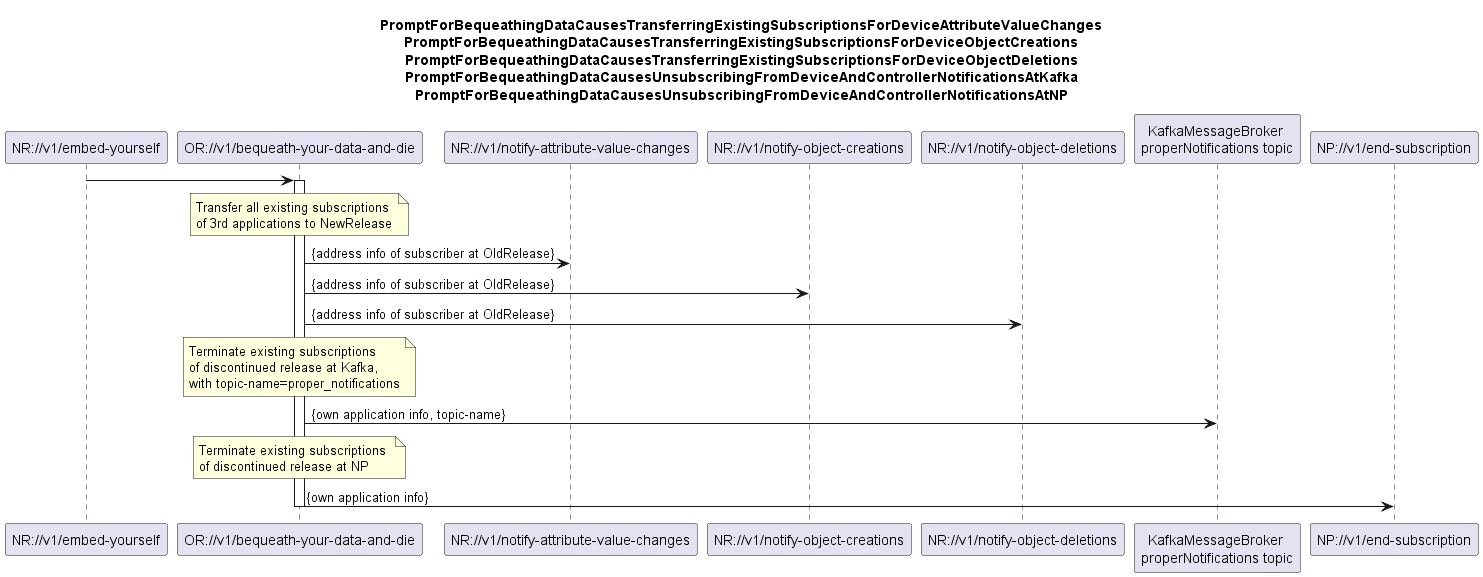 PromptForBequeathingDataCausesTransferringExistingSubscriptionsForDeviceAttributeValueChanges
PromptForBequeathingDataCausesTransferringExistingSubscriptionsForDeviceObjectCreations
PromptForBequeathingDataCausesTransferringExistingSubscriptionsForDeviceObjectDeletions
PromptForBequeathingDataCausesUnsubscribingFromDeviceAndControllerNotificationsAtKafka
PromptForBequeathingDataCausesUnsubscribingFromDeviceAndControllerNotificationsAtNP
NR://v1/embed-yourself
OR://v1/bequeath-your-data-and-die
NR://v1/notify-attribute-value-changes
NR://v1/notify-object-creations
NR://v1/notify-object-deletions
KafkaMessageBroker
properNotifications topic
NP://v1/end-subscription
Transfer all existing subscriptions
of 3rd applications to NewRelease
{address info of subscriber at OldRelease}
{address info of subscriber at OldRelease}
{address info of subscriber at OldRelease}
Terminate existing subscriptions
of discontinued release at Kafka,
with topic-name=proper_notifications
{own application info, topic-name}
Terminate existing subscriptions
of discontinued release at NP
{own application info}
NR://v1/embed-yourself
OR://v1/bequeath-your-data-and-die
NR://v1/notify-attribute-value-changes
NR://v1/notify-object-creations
NR://v1/notify-object-deletions
KafkaMessageBroker
properNotifications topic
NP://v1/end-subscription